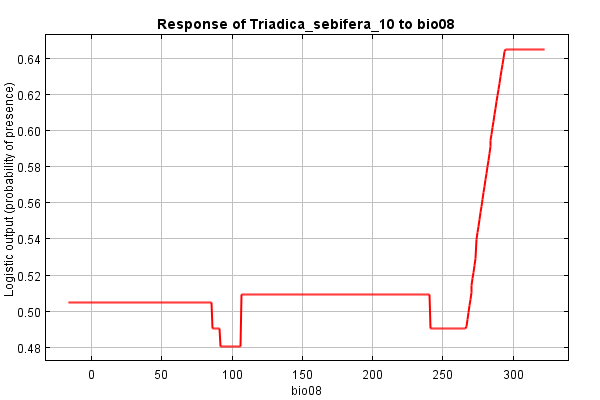 Response of Triadica_sebifera_10 to bio08
Logistic output (probability of presence)
0.64
0.62
0.60
0.58
0.56
0.54
0.52
0.50
0.48
0 50 100 150 200 250 300
bio08